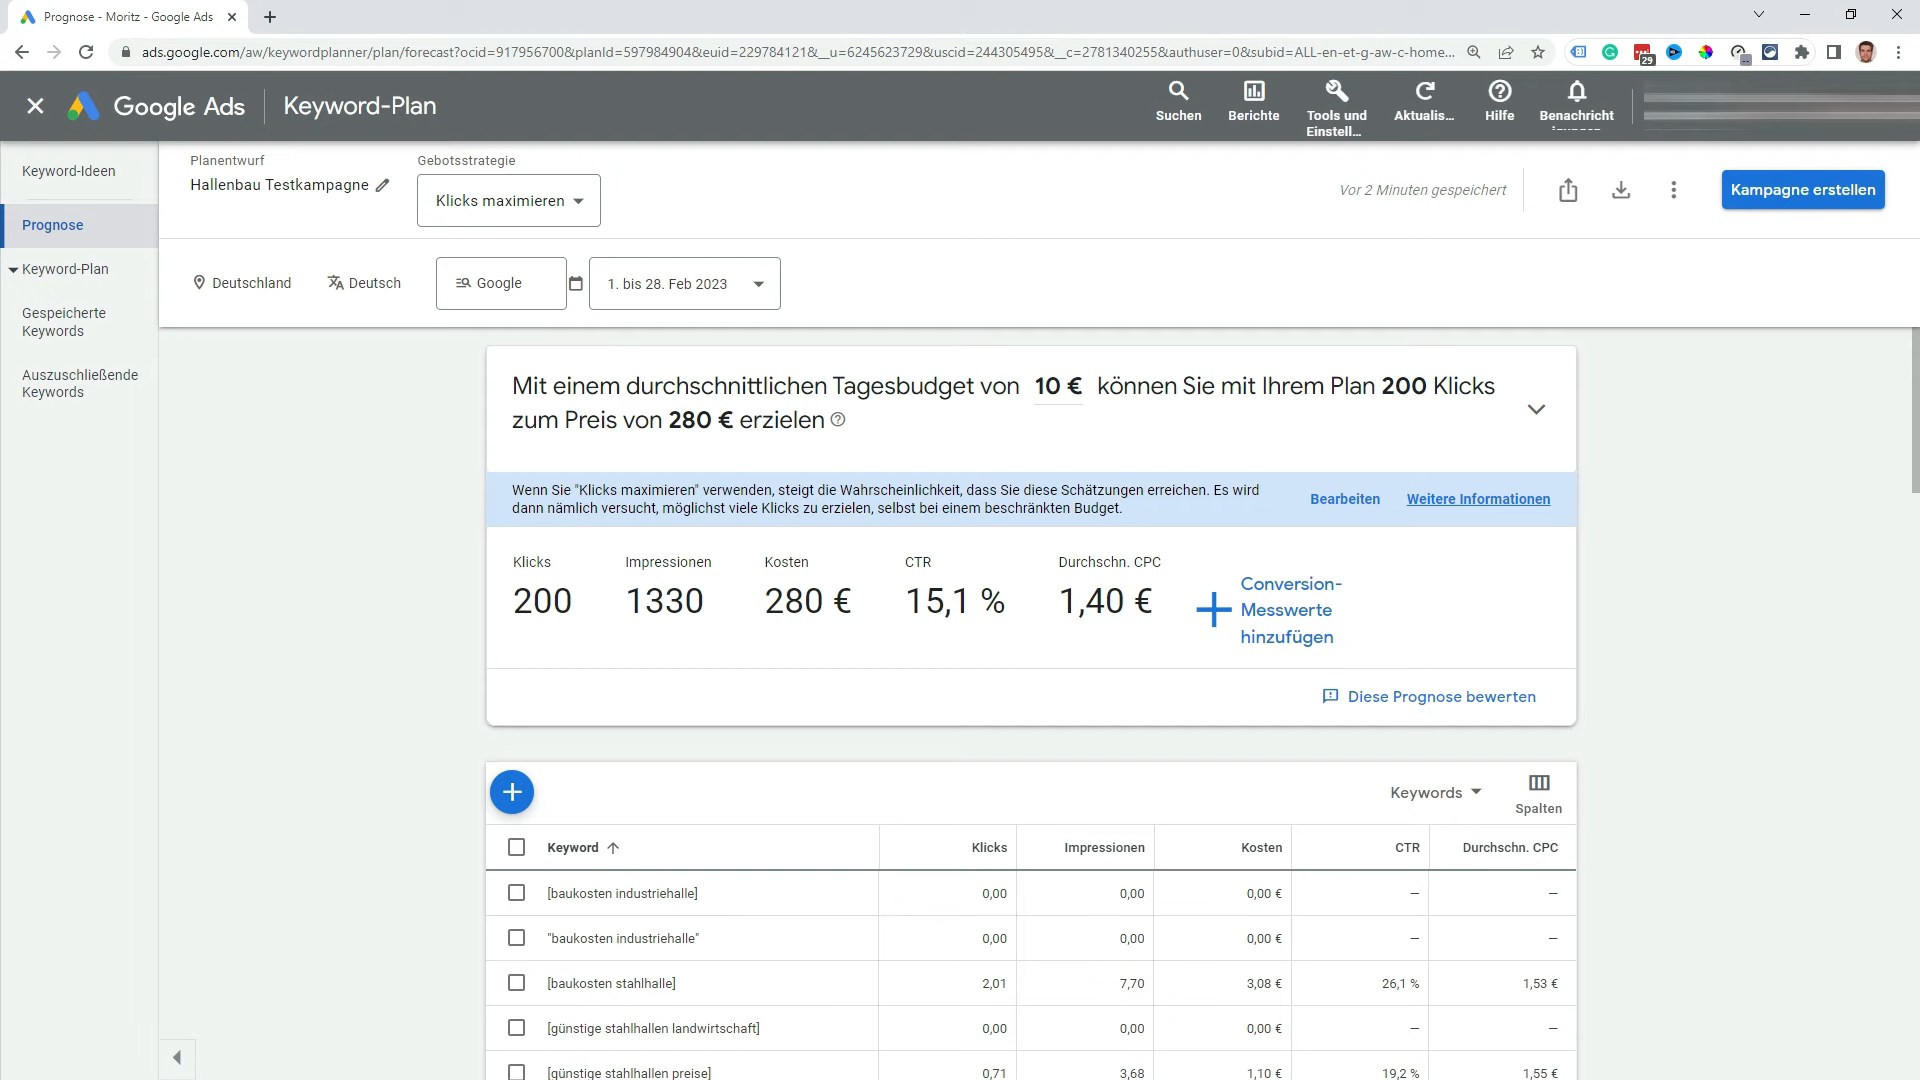 Prognose - Moritz - Google Ads
ads.google.com/aw/keywordplanner/plan/forecast?ocid=917956700&planId=597984904&euid=229784121&__u=6245623729&uscid=244305495&__c=2781340255&authuser=0&subid=ALL-en-et-g-aw-c-home...
29
Google Ads
Keyword-Plan
Suchen
Berichte
Tools und
Einstell...
Aktualis...
Hilfe
Benachricht
Keyword-Ideen
Prognose
Keyword-Plan
Gespeicherte
Keywords
Auszuschließende
Keywords
Planentwurf
Hallenbau Testkampagne
Gebotsstrategie
Klicks maximieren
Vor 2 Minuten gespeichert
Kampagne erstellen
Deutschland
Deutsch
Google
1. bis 28. Feb 2023
Mit einem durchschnittlichen Tagesbudget von 10 € können Sie mit Ihrem Plan 200 Klicks
zum Preis von 280 € erzielen
Wenn Sie "Klicks maximieren" verwenden, steigt die Wahrscheinlichkeit, dass Sie diese Schätzungen erreichen. Es wird
dann nämlich versucht, möglichst viele Klicks zu erzielen, selbst bei einem beschränkten Budget.
Bearbeiten
Weitere Informationen
Klicks Impressionen Kosten CTR Durchschn. CPC
200 1330 280 € 15,1 % 1,40 €
Conversion-
Messwerte
hinzufügen
Diese Prognose bewerten
Keywords
Spalten
Keyword Klicks Impressionen Kosten CTR Durchschn. CPC
[baukosten industriehalle] 0,00 0,00 0,00 € — —
"baukosten industriehalle" 0,00 0,00 0,00 € — —
[baukosten stahlhalle] 2,01 7,70 3,08 € 26,1 % 1,53 €
[günstige stahlhallen landwirtschaft] 0,00 0,00 0,00 € — —
[günstige stahlhallen preise] 0,71 3,68 1,10 € 19,2 % 1,55 €